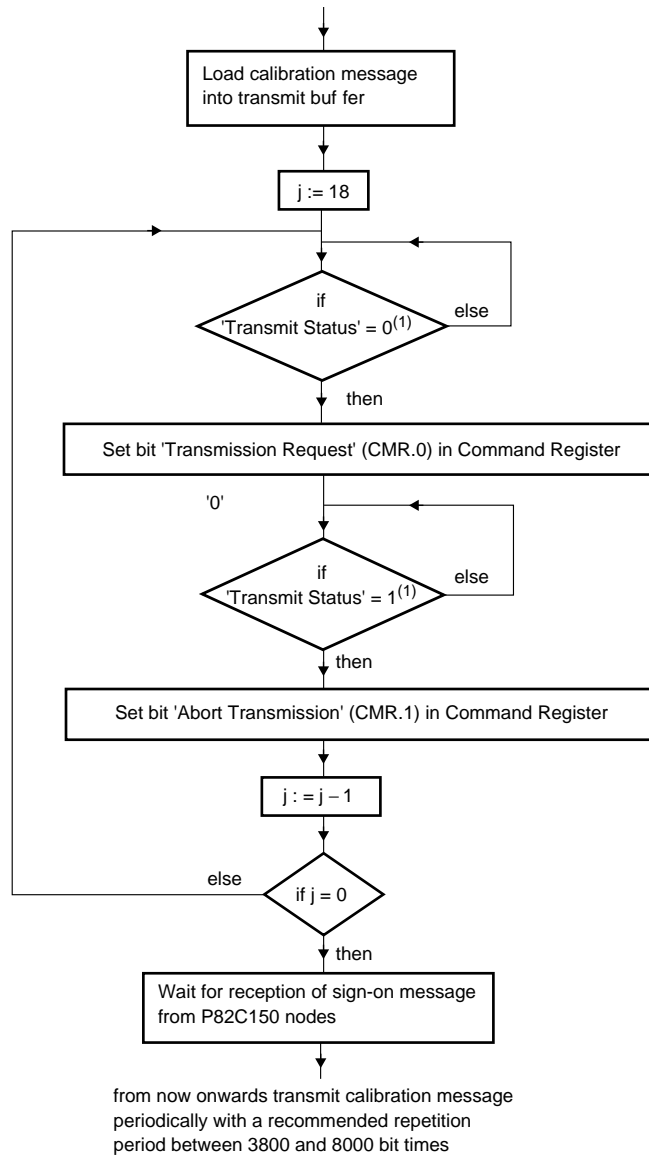 Load calibration message
into transmit buf fer
j := 18
if
'Transmit Status' = 0(1)
else
then
Set bit 'Transmission Request' (CMR.0) in Command Register
'0'
if
'Transmit Status' = 1(1)
else
then
Set bit 'Abort Transmission' (CMR.1) in Command Register
j : = j – 1
else
if j = 0
then
Wait for reception of sign-on message
from P82C150 nodes
from now onwards transmit calibration message
periodically with a recommended repetition
period between 3800 and 8000 bit times